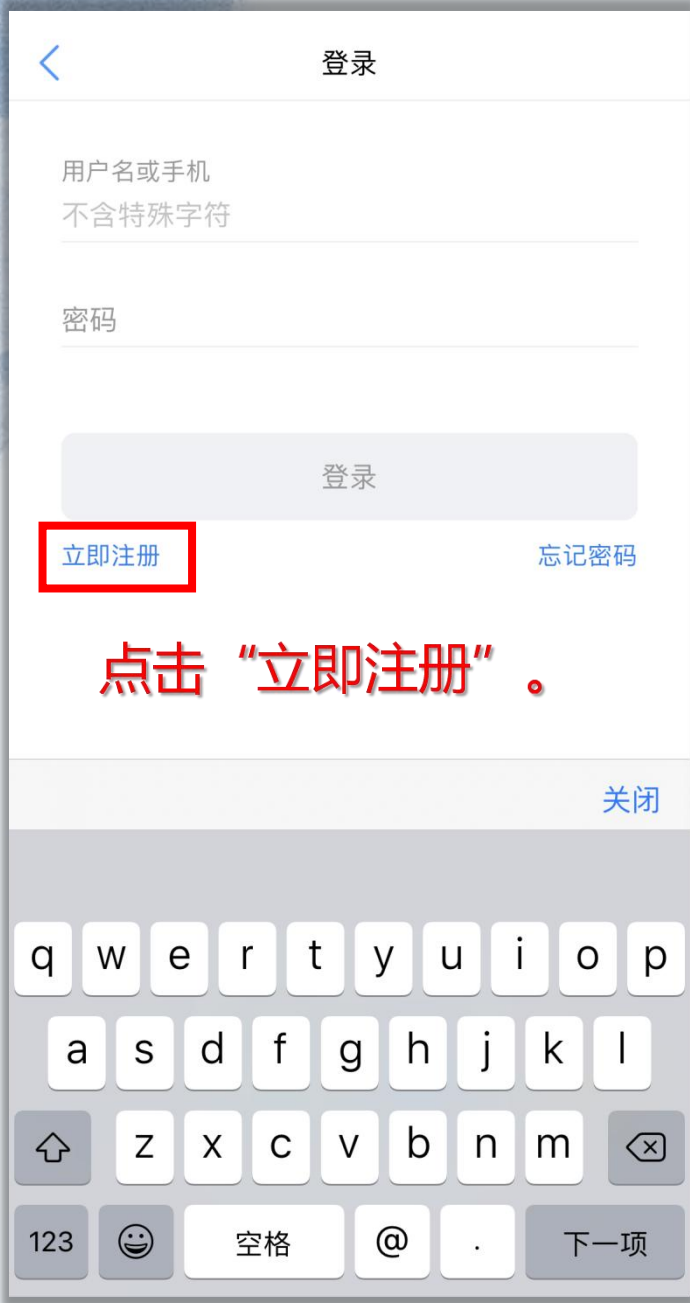 登录
用户名或手机
不含特殊字符
密码
登录
立即注册 忘记密码
点击“立即注册”。
关闭
q w e r t y u i o p
a s d f g h j k l
z x c v b n m
123 空格 @ . 下一项